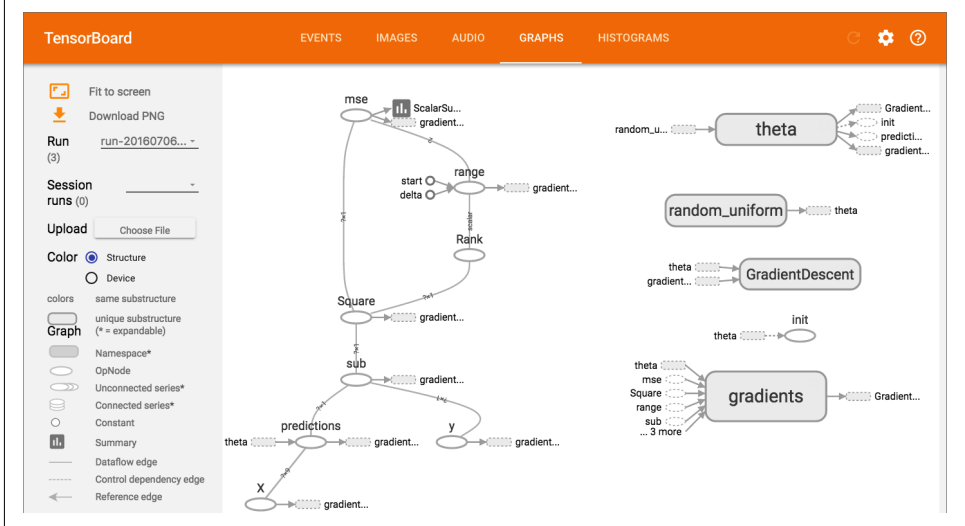 TensorBoard
EVENTS IMAGES AUDIO GRAPHS HISTOGRAMS
Fit to screen
Download PNG
Run run-20160706...
(3)
Session
runs (0)
Upload Choose File
Color Structure
Device
colors same substructure
unique substructure
Graph (* = expandable)
Namespace*
OpNode
Unconnected series*
Connected series*
Constant
Summary
Dataflow edge
Control dependency edge
Reference edge
mse
ScalarSu...
gradient...
range
start
delta
gradient...
scalar
Rank
Square
gradient...
sub
gradient...
predictions
theta
gradient...
y
gradient...
X
gradient...
random_u...
theta
Gradient...
init
predicti...
gradient...
random_uniform
theta
theta
gradient...
GradientDescent
init
theta
theta
mse
Square
range
sub
... 3 more
gradients
Gradient...